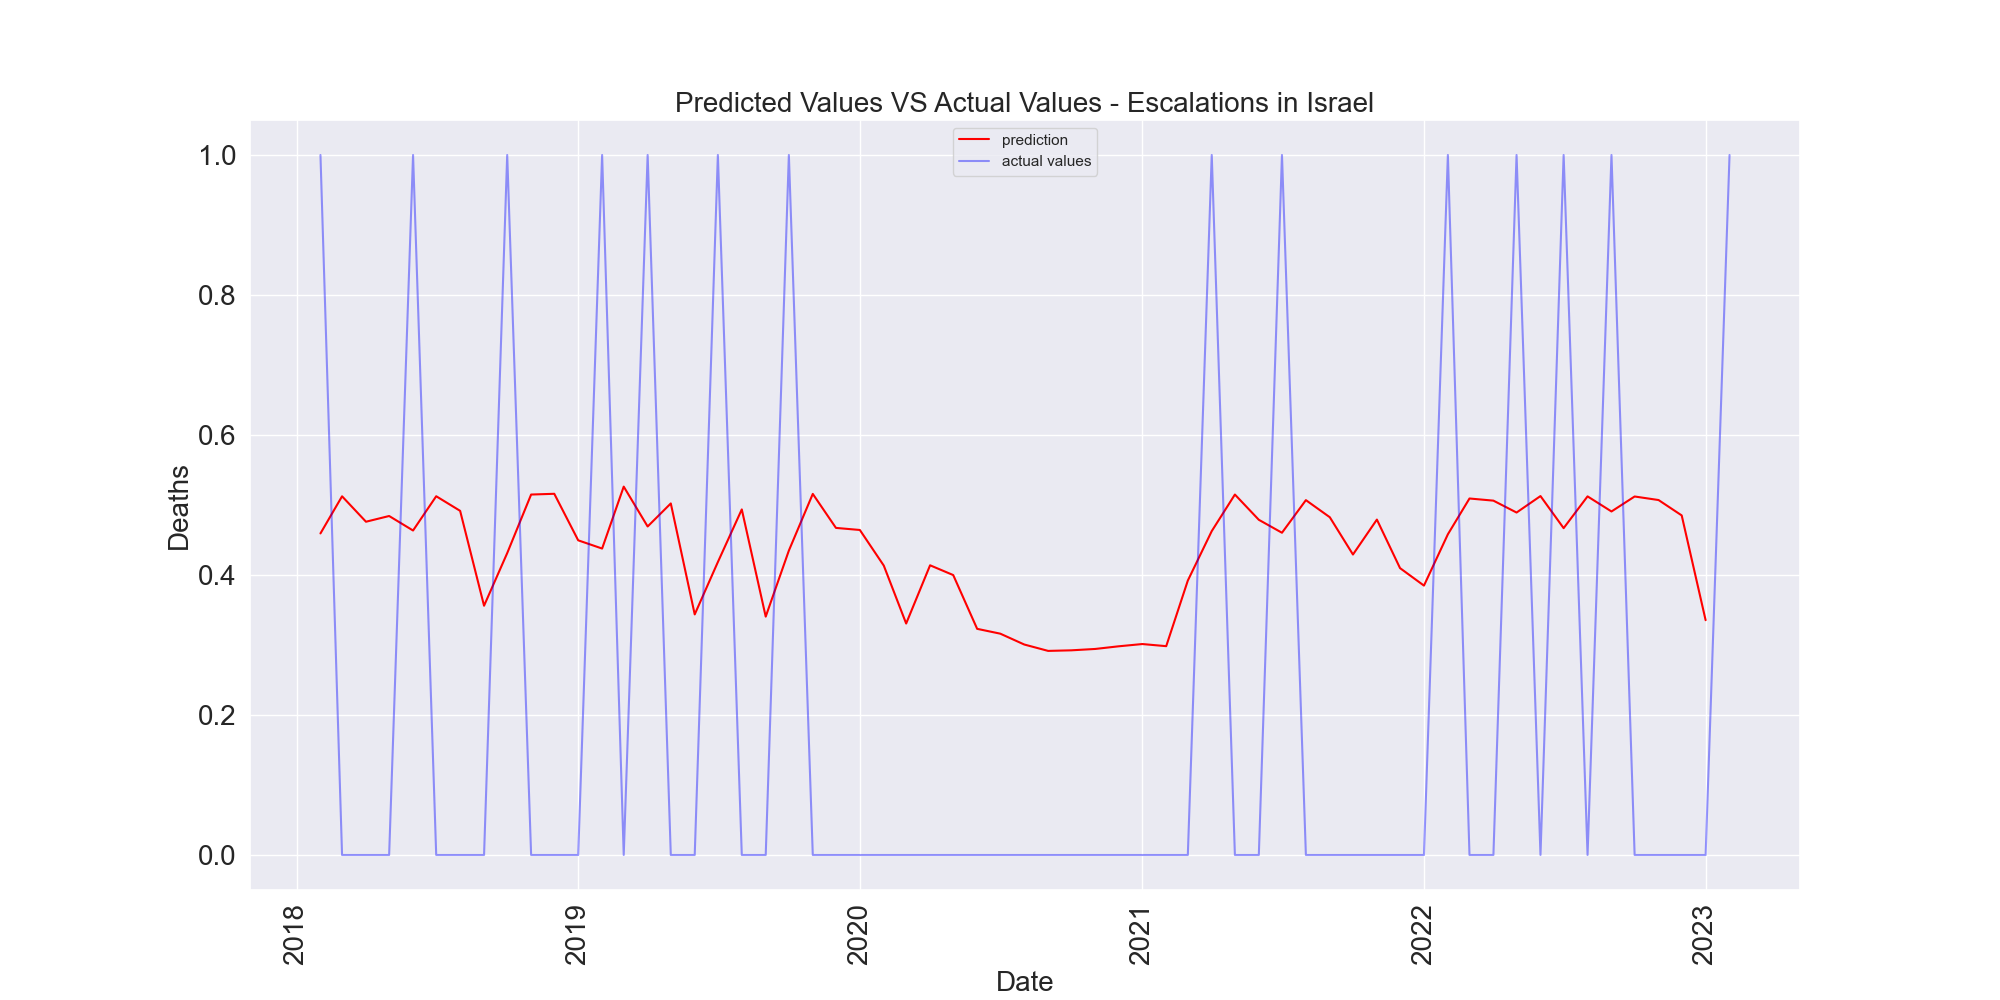 Predicted Values VS Actual Values - Escalations in Israel
prediction
actual values
1.0
0.8
0.6
0.4
0.2
0.0
Deaths
2018
2019
2020
2021
2022
2023
Date